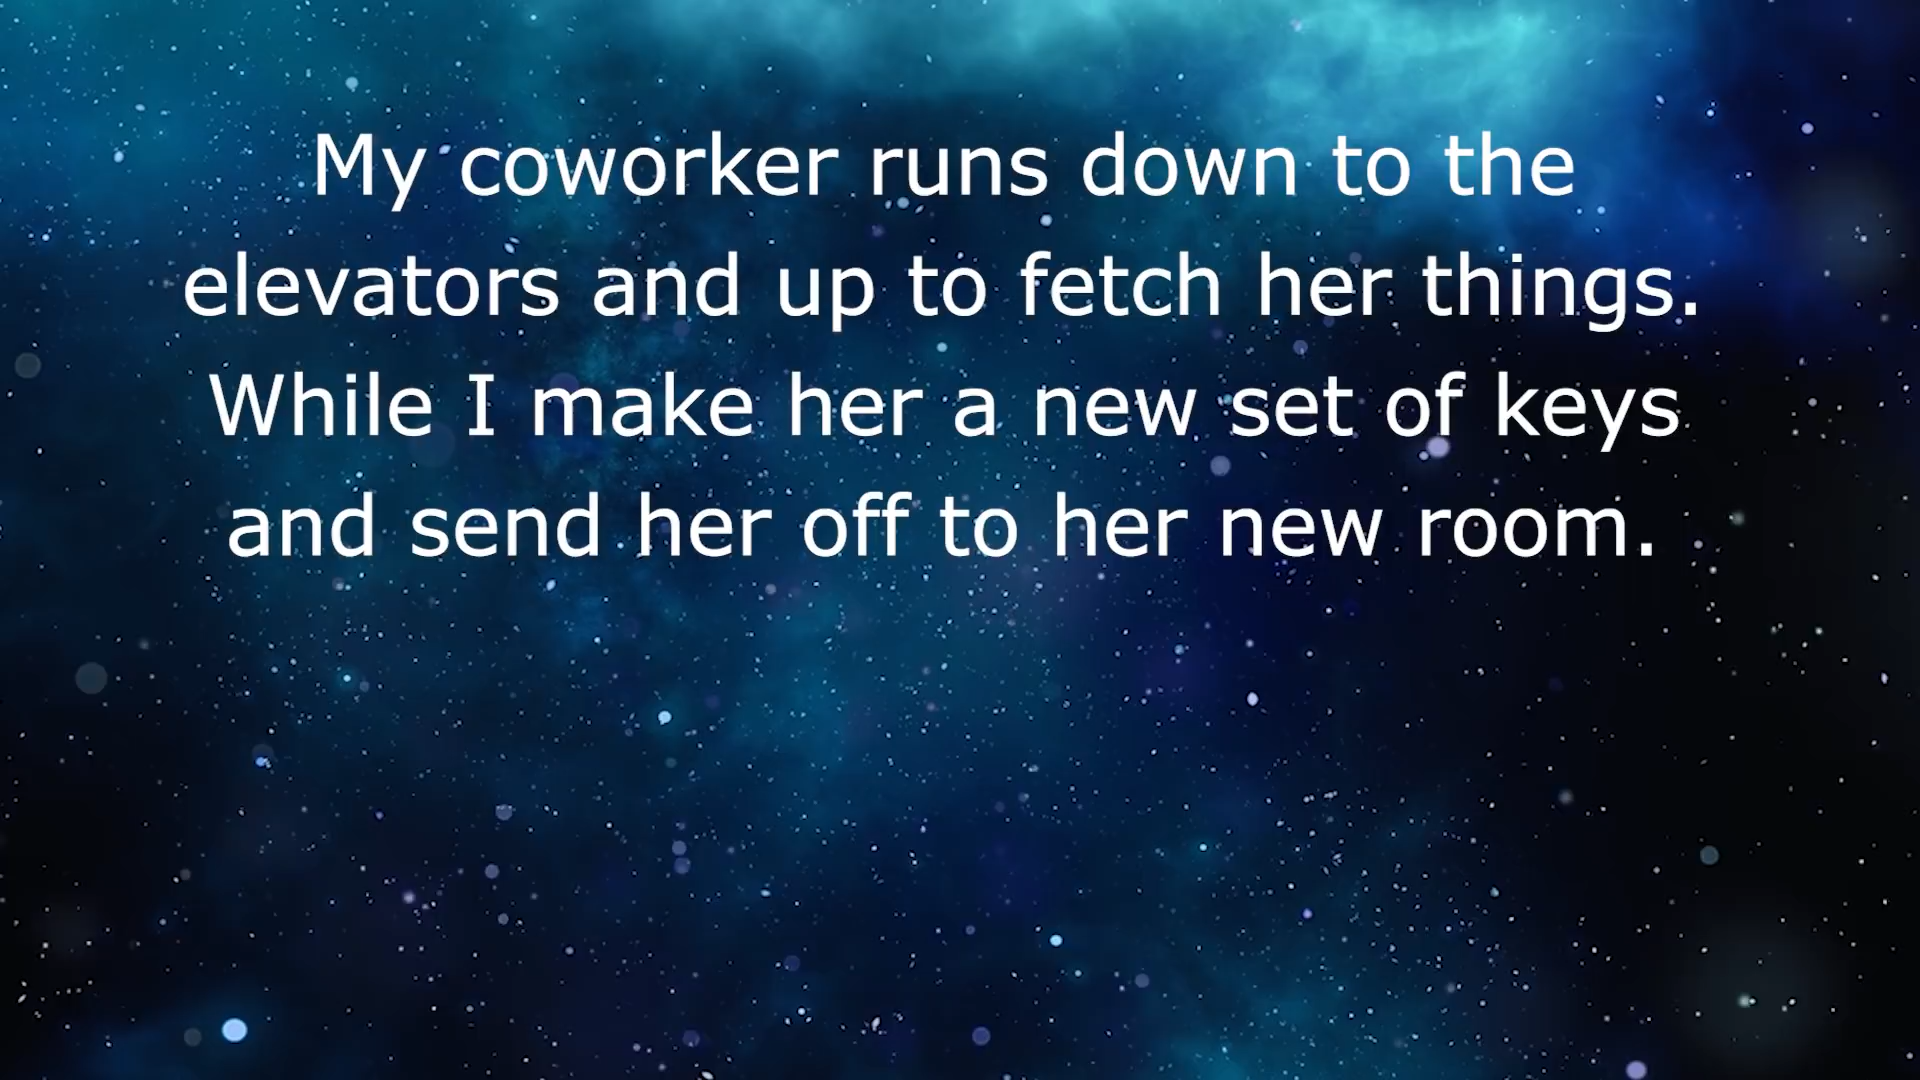 My coworker runs down to the
elevators and up to fetch her things.
While I make her a new set of keys
and send her off to her new room.